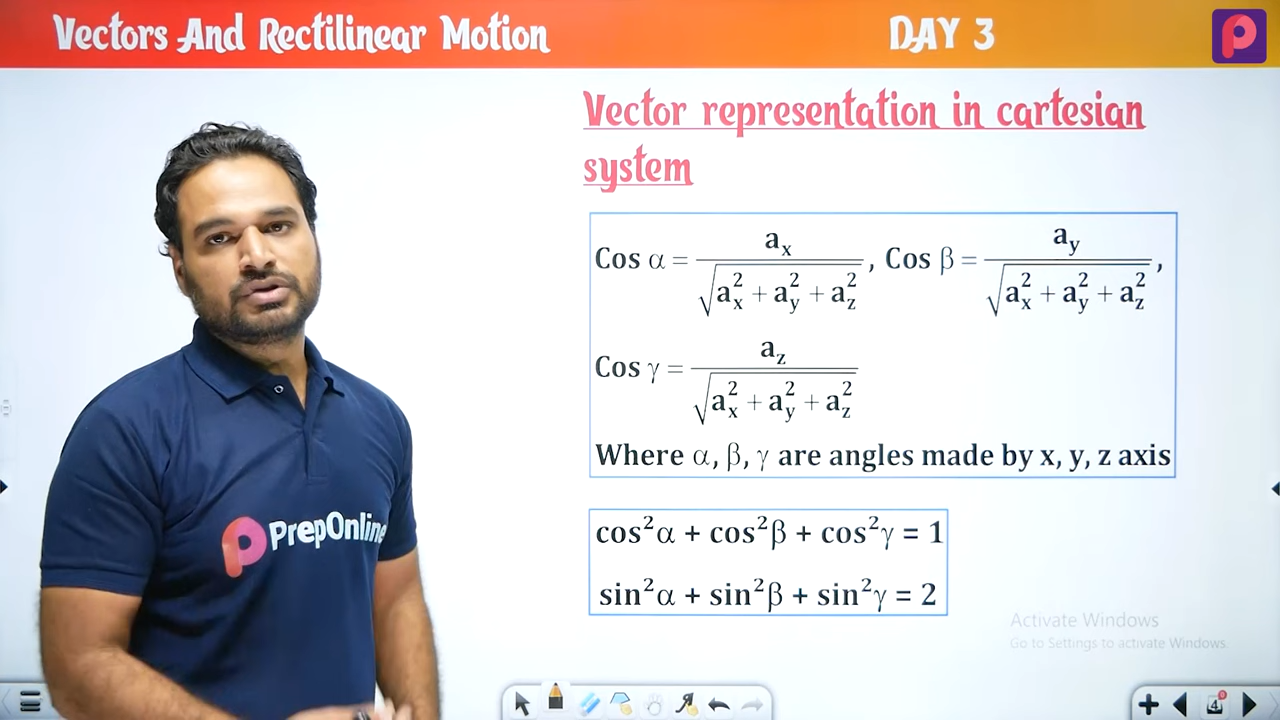 Vectors And Rectilinear Motion
DAY 3
Vector representation in cartesian
system
Cos α = a_x / √(a_x² + a_y² + a_z²), Cos β = a_y / √(a_x² + a_y² + a_z²),
Cos γ = a_z / √(a_x² + a_y² + a_z²)
Where α, β, γ are angles made by x, y, z axis
cos²α + cos²β + cos²γ = 1
sin²α + sin²β + sin²γ = 2
PrepOnline
Activate Windows
Go to Settings to activate Windows.
4